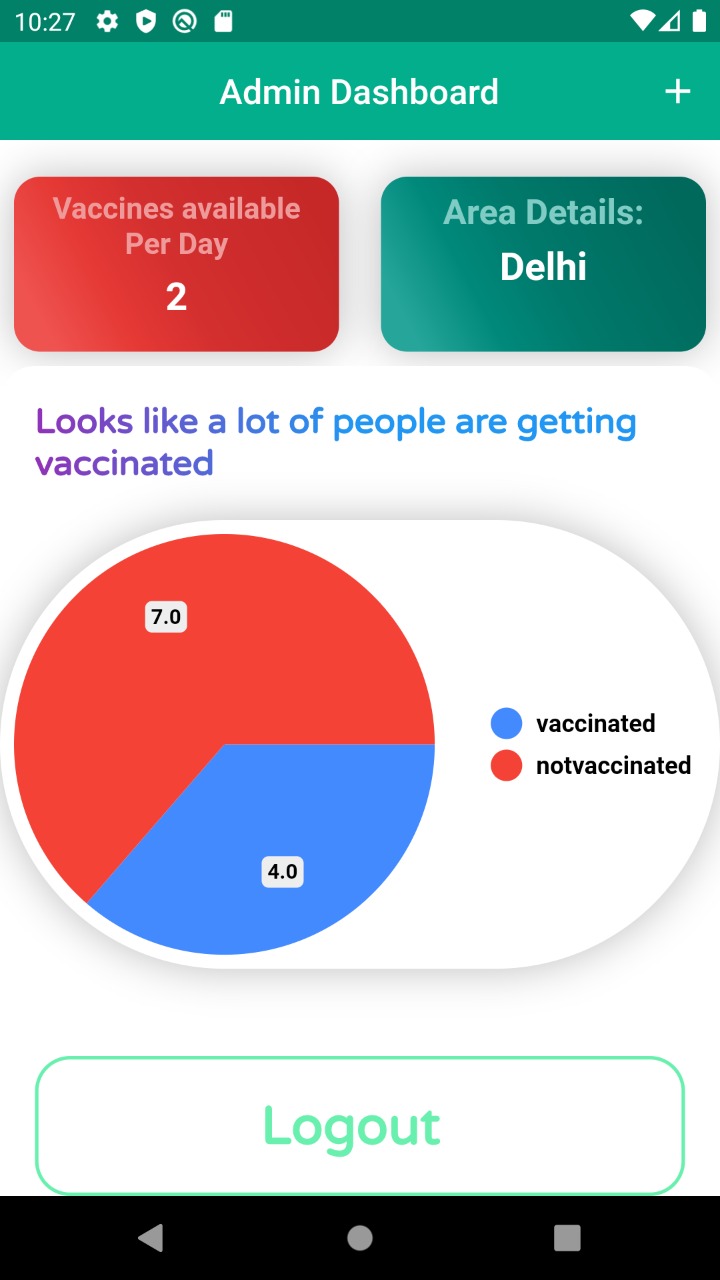 10:27
Admin Dashboard
Vaccines available
Per Day
2
Area Details:
Delhi
Looks like a lot of people are getting
vaccinated
7.0
4.0
vaccinated
notvaccinated
Logout